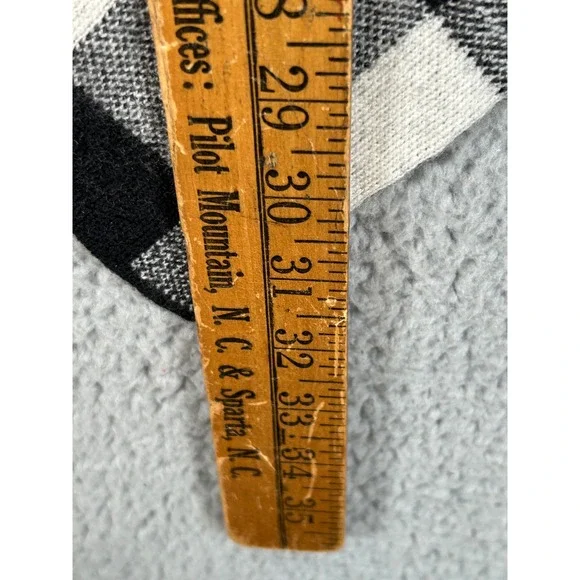 ffices: Pilot Mountain, N. C. & Sparta, N. C.
8 29 30 31 32 33 34 35